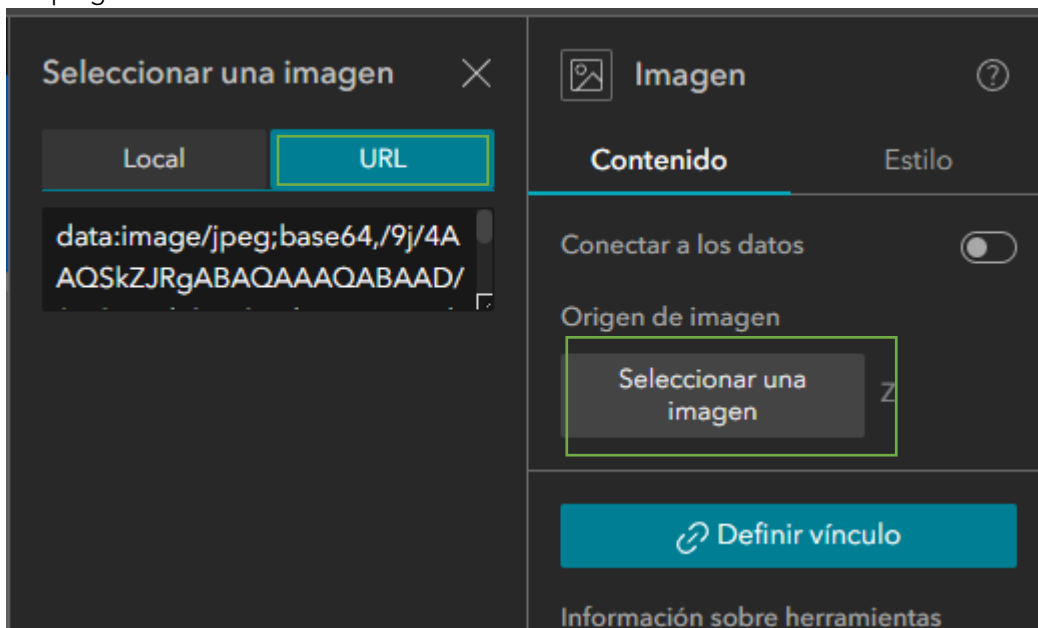 Seleccionar una imagen
Local
URL
data:image/jpeg;base64,/9j/4A
AQSkZJRgABAQAAAQABAAD/
Imagen
Contenido
Estilo
Conectar a los datos
Origen de imagen
Seleccionar una
imagen
Z
Definir vínculo
Información sobre herramientas